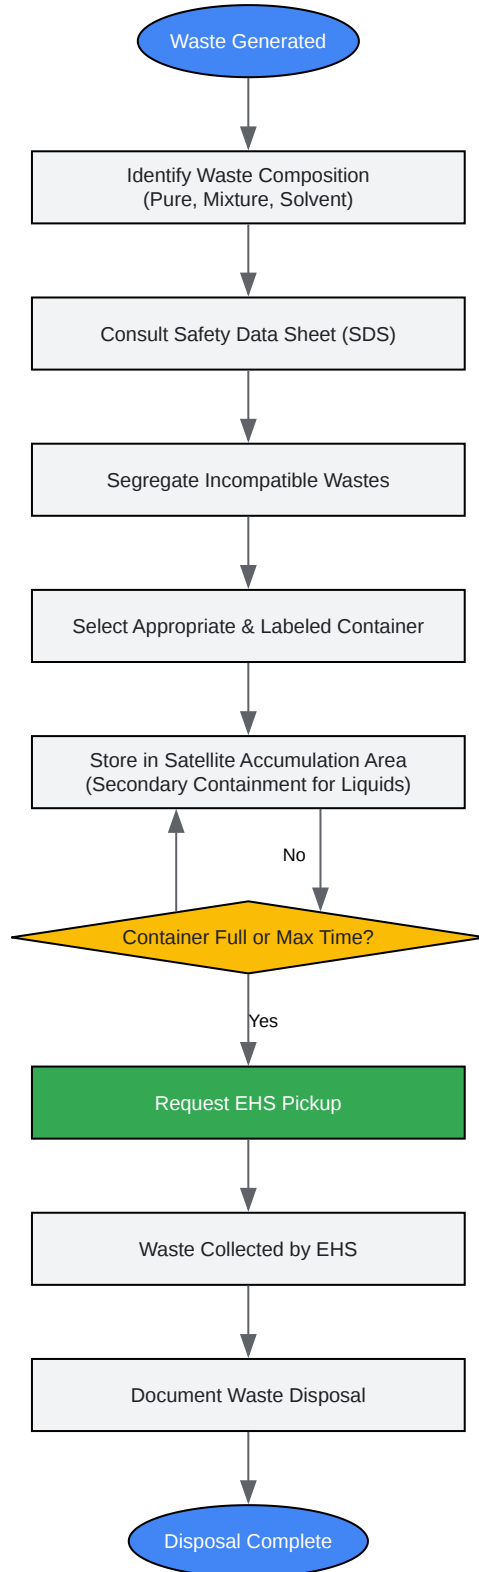 Waste Generated
Identify Waste Composition
(Pure, Mixture, Solvent)
Consult Safety Data Sheet (SDS)
Segregate Incompatible Wastes
Select Appropriate & Labeled Container
Store in Satellite Accumulation Area
(Secondary Containment for Liquids)
No
Container Full or Max Time?
Yes
Request EHS Pickup
Waste Collected by EHS
Document Waste Disposal
Disposal Complete